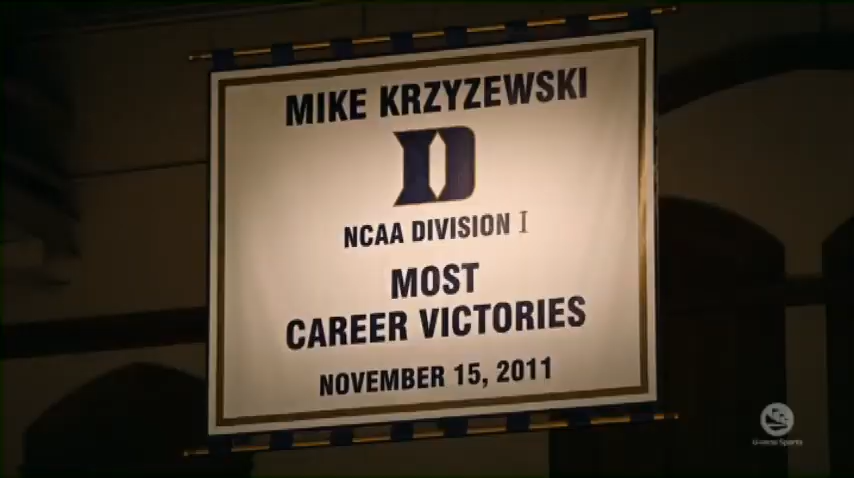 MIKE KRZYZEWSKI
D
NCAA DIVISION I
MOST
CAREER VICTORIES
NOVEMBER 15, 2011